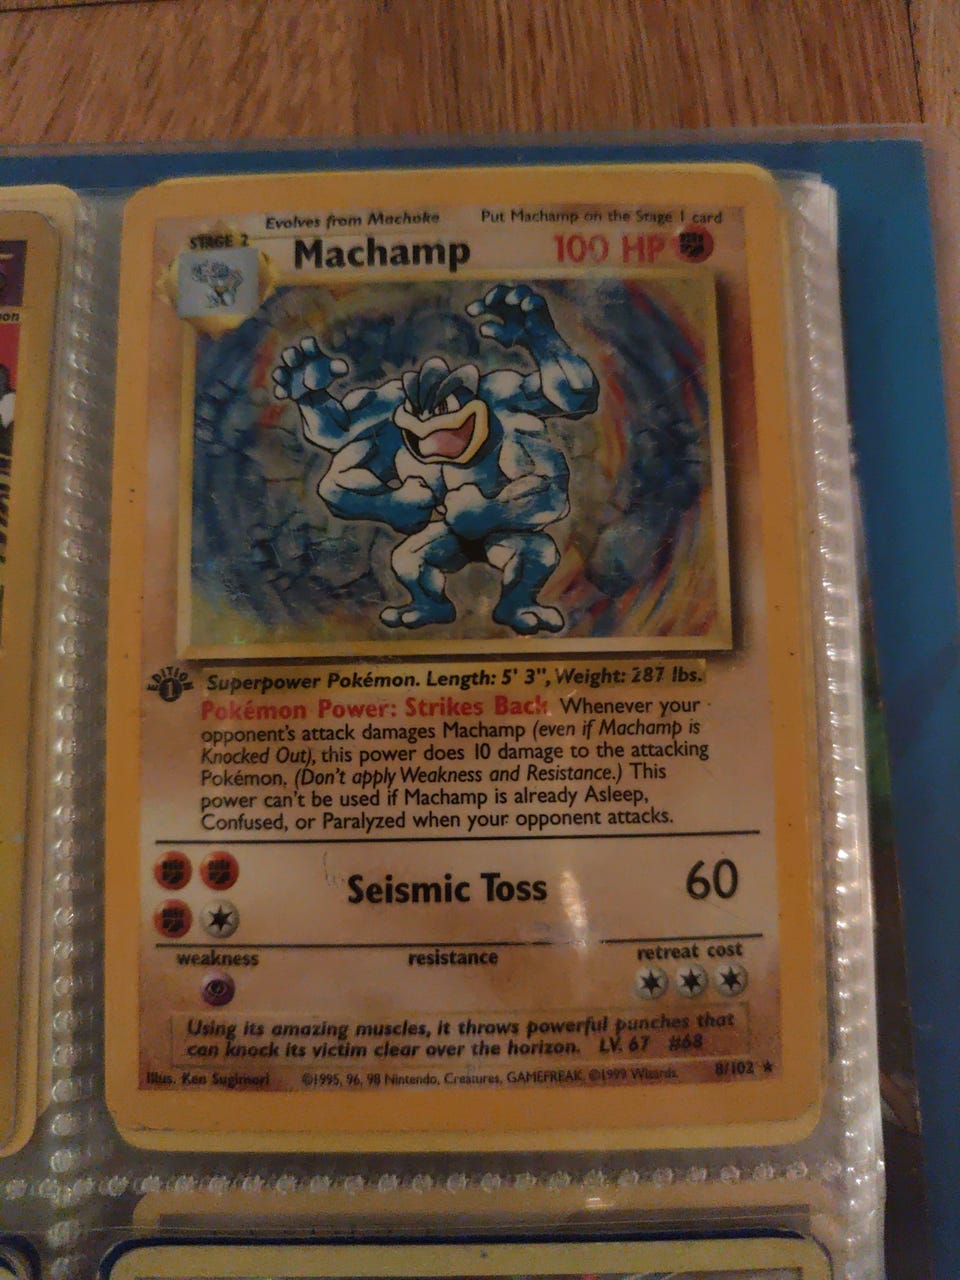 Evolves from Machoke
Put Machamp on the Stage 1 card
STAGE 2
Machamp
100 HP
EDITION
1
Superpower Pokémon. Length: 5' 3", Weight: 287 lbs.
Pokémon Power: Strikes Back Whenever your
opponent's attack damages Machamp (even if Machamp is
Knocked Out), this power does 10 damage to the attacking
Pokémon. (Don't apply Weakness and Resistance.) This
power can't be used if Machamp is already Asleep,
Confused, or Paralyzed when your opponent attacks.
Seismic Toss
60
weakness
resistance
retreat cost
Using its amazing muscles, it throws powerful punches that
can knock its victim clear over the horizon. LV. 67 #68
Illus. Ken Sugimori
©1995, 96, 98 Nintendo, Creatures, GAMEFREAK. ©1999 Wizards.
8/102